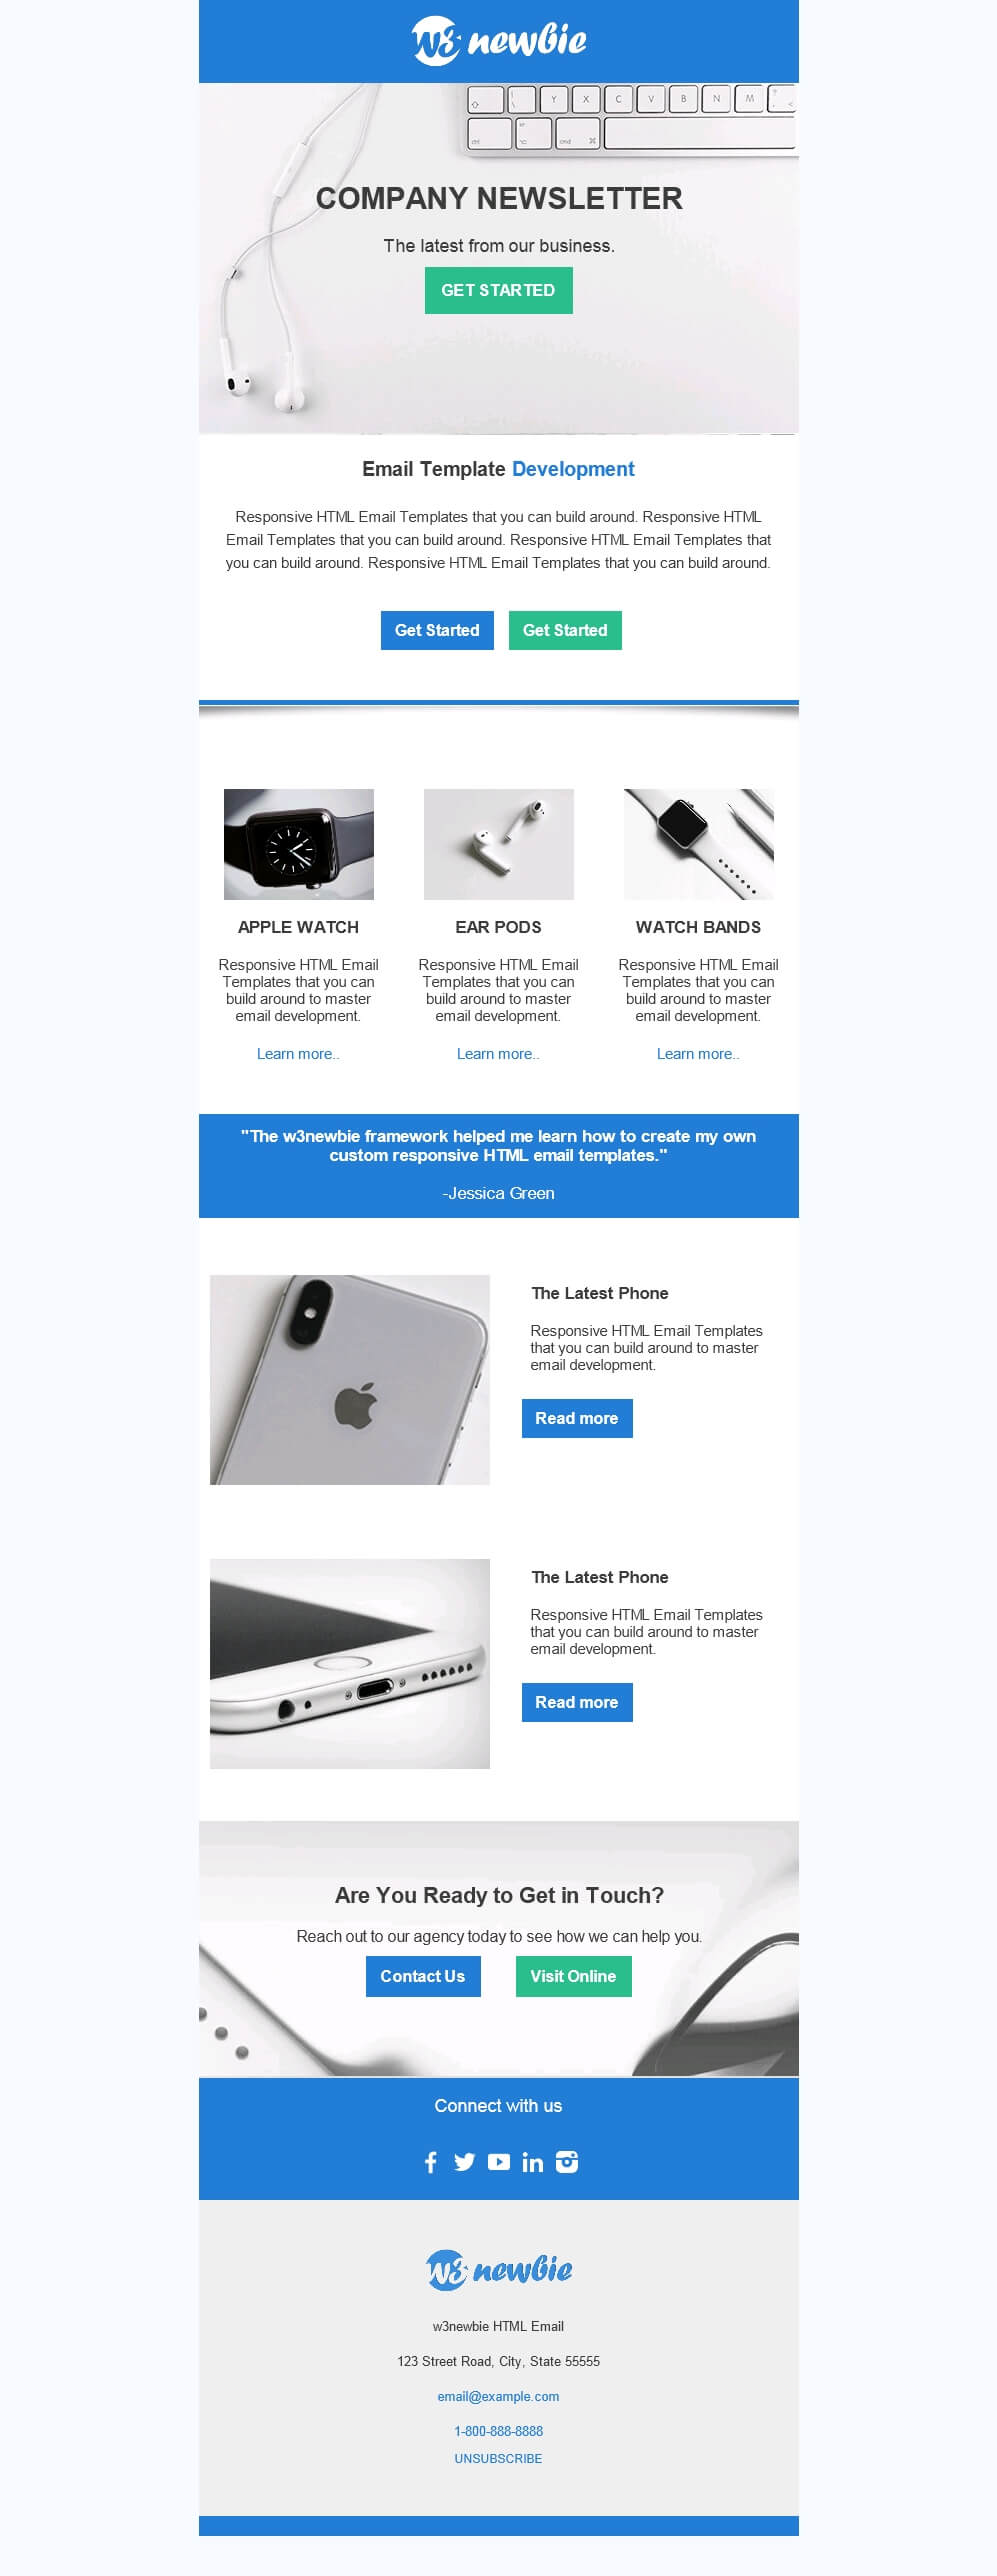 W3 newbie
Y X C V B N M ? <
cmd
COMPANY NEWSLETTER
The latest from our business.
GET STARTED
Email Template Development
Responsive HTML Email Templates that you can build around. Responsive HTML
Email Templates that you can build around. Responsive HTML Email Templates that
you can build around. Responsive HTML Email Templates that you can build around.
Get Started Get Started
APPLE WATCH
Responsive HTML Email
Templates that you can
build around to master
email development.
Learn more..
EAR PODS
Responsive HTML Email
Templates that you can
build around to master
email development.
Learn more..
WATCH BANDS
Responsive HTML Email
Templates that you can
build around to master
email development.
Learn more..
"The w3newbie framework helped me learn how to create my own
custom responsive HTML email templates."
-Jessica Green
The Latest Phone
Responsive HTML Email Templates
that you can build around to master
email development.
Read more
The Latest Phone
Responsive HTML Email Templates
that you can build around to master
email development.
Read more
Are You Ready to Get in Touch?
Reach out to our agency today to see how we can help you.
Contact Us Visit Online
Connect with us
W3 newbie
w3newbie HTML Email
123 Street Road, City, State 55555
email@example.com
1-800-888-8888
UNSUBSCRIBE